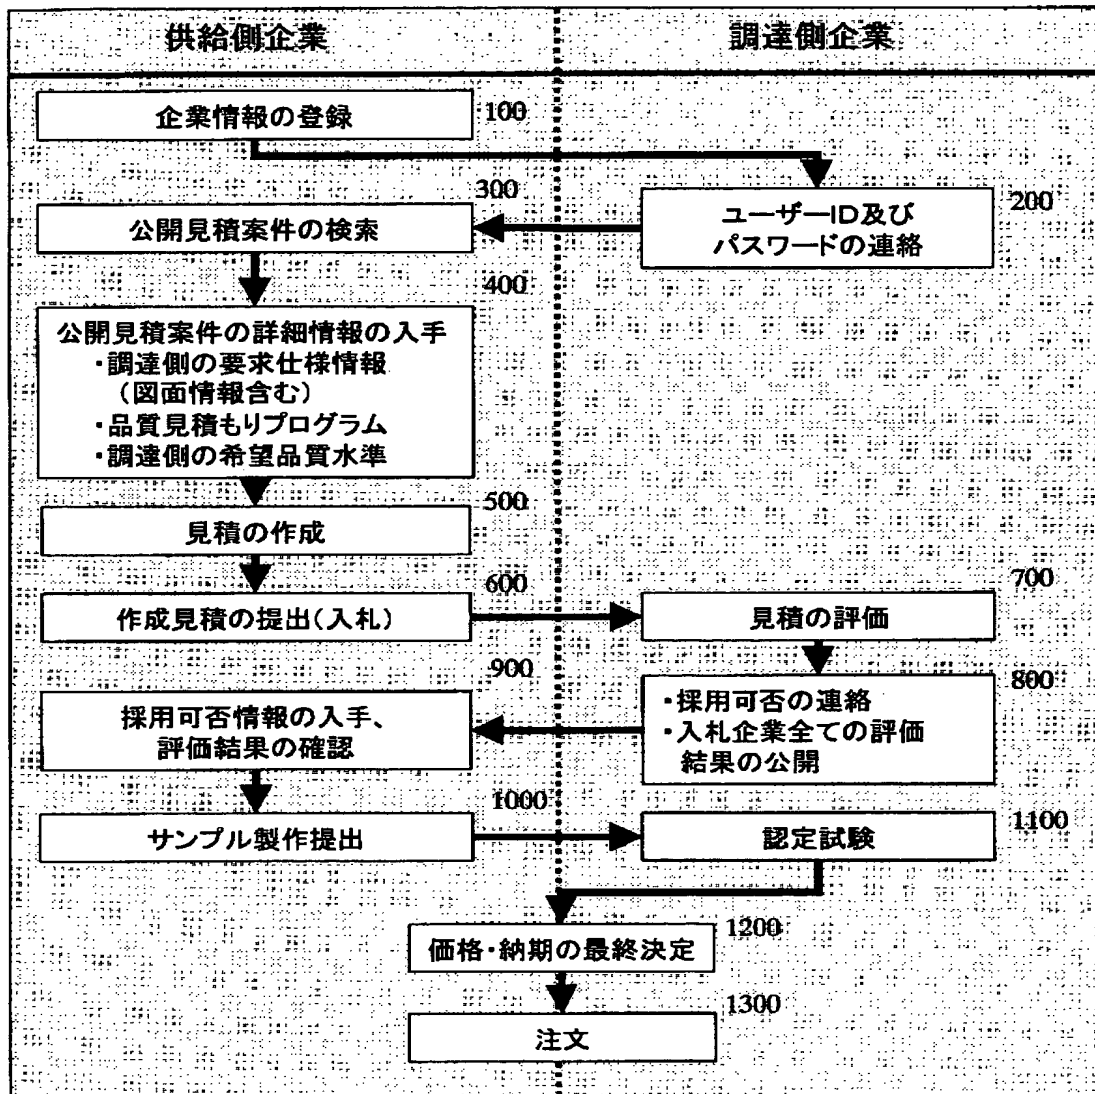 供給側企業
調達側企業
企業情報の登録
100
ユーザーID及び
パスワードの連絡
200
300
公開見積案件の検索
400
公開見積案件の詳細情報の入手
・調達側の要求仕様情報
(図面情報含む)
・品質見積もりプログラム
・調達側の希望品質水準
500
見積の作成
600
作成見積の提出(入札)
700
見積の評価
800
・採用可否の連絡
・入札企業全ての評価
結果の公開
900
採用可否情報の入手、
評価結果の確認
1000
サンプル製作提出
1100
認定試験
1200
価格・納期の最終決定
1300
注文